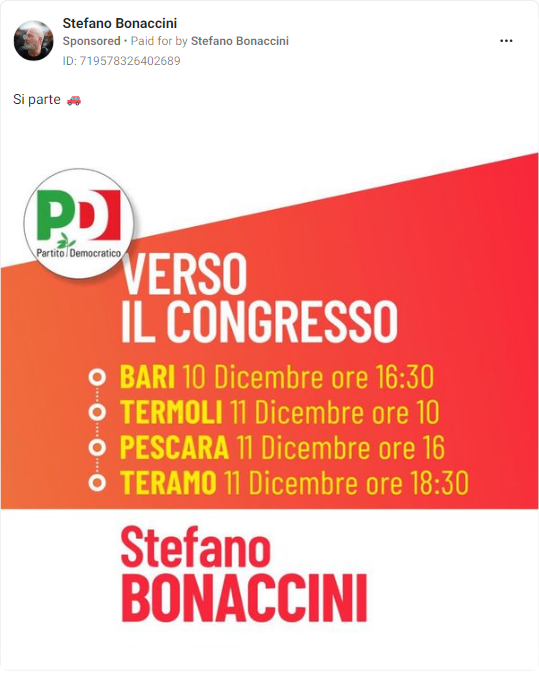 Stefano Bonaccini
Sponsored • Paid for by Stefano Bonaccini
ID: 719578326402689
Si parte 🚗
PD
Partito Democratico
VERSO
IL CONGRESSO
BARI 10 Dicembre ore 16:30
TERMOLI 11 Dicembre ore 10
PESCARA 11 Dicembre ore 16
TERAMO 11 Dicembre ore 18:30
Stefano
BONACCINI